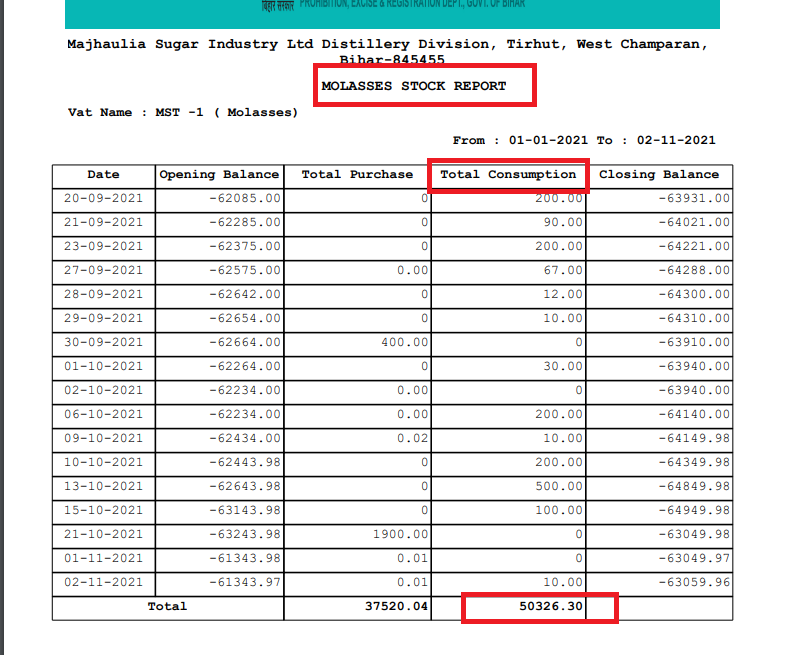 बिहार सरकार PROHIBITION, EXCISE & REGISTRATION DEPT., GOVT. OF BIHAR
Majhaulia Sugar Industry Ltd Distillery Division, Tirhut, West Champaran,
Bihar-845455
MOLASSES STOCK REPORT
Vat Name : MST -1 ( Molasses)
From : 01-01-2021 To : 02-11-2021
Date Opening Balance Total Purchase Total Consumption Closing Balance
20-09-2021 -62085.00 0 200.00 -63931.00
21-09-2021 -62285.00 0 90.00 -64021.00
23-09-2021 -62375.00 0 200.00 -64221.00
27-09-2021 -62575.00 0.00 67.00 -64288.00
28-09-2021 -62642.00 0 12.00 -64300.00
29-09-2021 -62654.00 0 10.00 -64310.00
30-09-2021 -62664.00 400.00 0 -63910.00
01-10-2021 -62264.00 0 30.00 -63940.00
02-10-2021 -62234.00 0.00 0 -63940.00
06-10-2021 -62234.00 0.00 200.00 -64140.00
09-10-2021 -62434.00 0.02 10.00 -64149.98
10-10-2021 -62443.98 0 200.00 -64349.98
13-10-2021 -62643.98 0 500.00 -64849.98
15-10-2021 -63143.98 0 100.00 -64949.98
21-10-2021 -63243.98 1900.00 0 -63049.98
01-11-2021 -61343.98 0.01 0 -63049.97
02-11-2021 -61343.97 0.01 10.00 -63059.96
Total 37520.04 50326.30